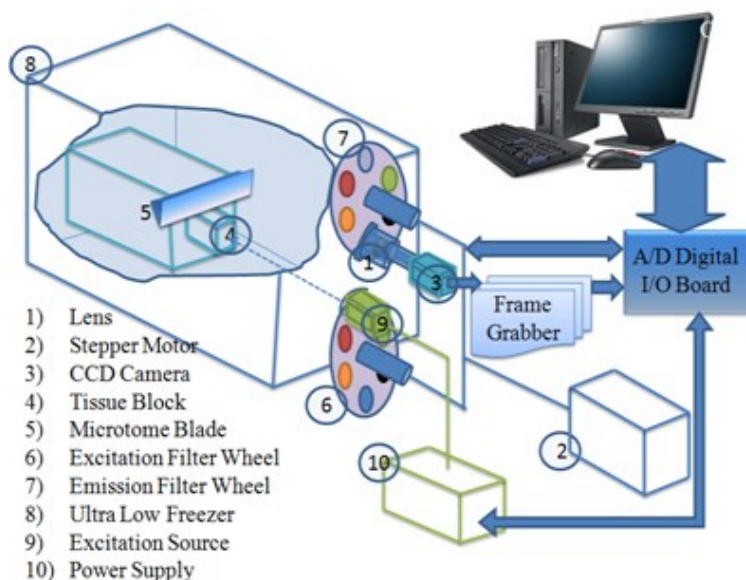 8
7
5
4
1
3
A/D Digital
I/O Board
Frame
Grabber
9
6
2
10
1) Lens
2) Stepper Motor
3) CCD Camera
4) Tissue Block
5) Microtome Blade
6) Excitation Filter Wheel
7) Emission Filter Wheel
8) Ultra Low Freezer
9) Excitation Source
10) Power Supply